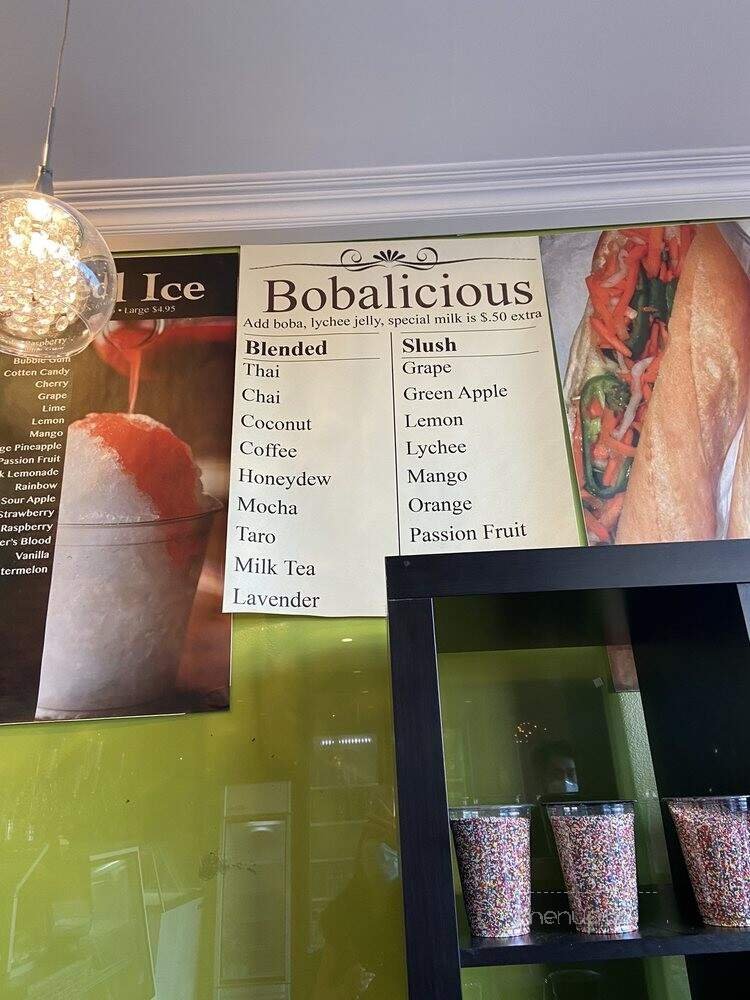 Ice
• Large $4.95
Raspberry
Bubble Gum
Cotten Candy
Cherry
Grape
Lime
Lemon
Mango
Pineapple
Passion Fruit
Lemonade
Rainbow
Sour Apple
Strawberry
Raspberry
Blood
Vanilla
Bobalicious
Add boba, lychee jelly, special milk is $.50 extra
Blended
Thai
Chai
Coconut
Coffee
Honeydew
Mocha
Taro
Milk Tea
Lavender
Slush
Grape
Green Apple
Lemon
Lychee
Mango
Orange
Passion Fruit